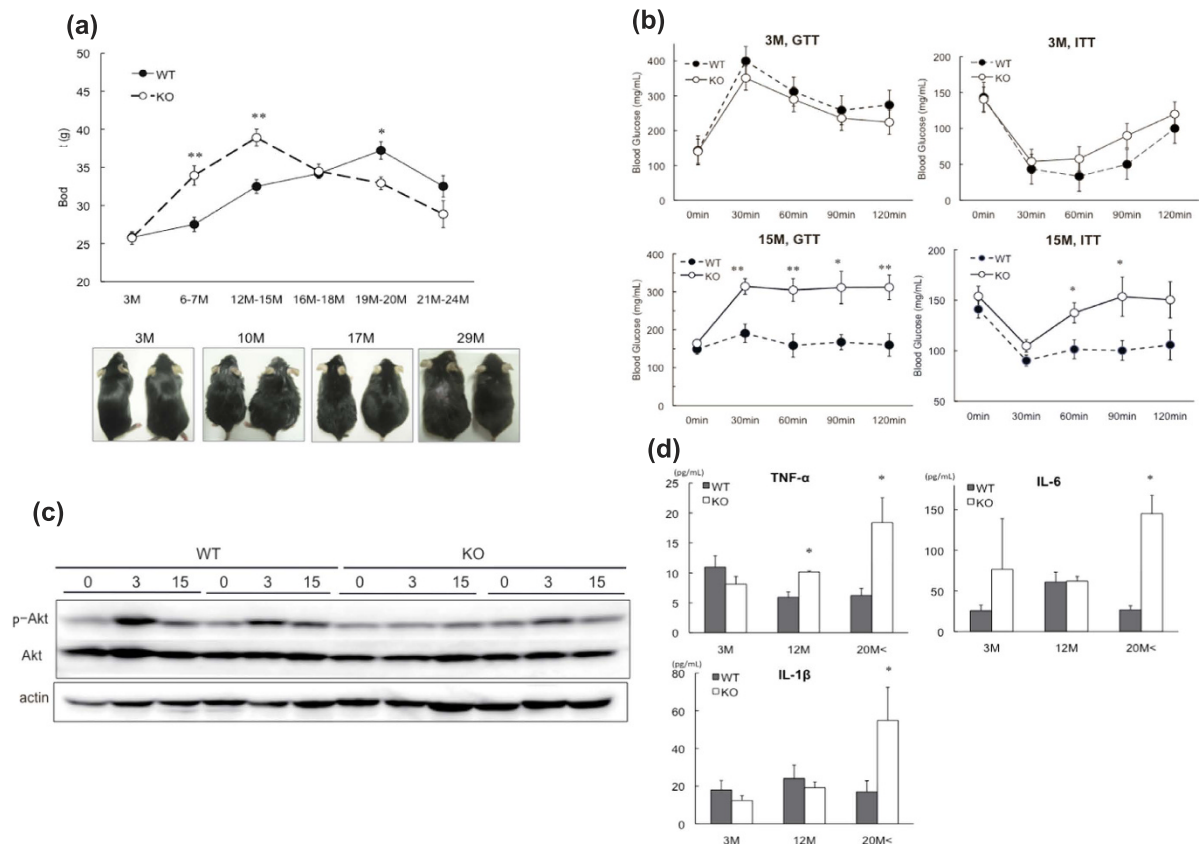 (a)
50
45
40
35
30
25
20
t (g)
Bod
WT
KO
**
**
*
3M 6-7M 12M-15M 16M-18M 19M-20M 21M-24M
3M 10M 17M 29M
(b)
3M, GTT
Blood Glucose (mg/mL)
400
300
200
100
0
WT
KO
0min 30min 60min 90min 120min
3M, ITT
Blood Glucose (mg/mL)
200
150
100
50
0
WT
KO
*
0min 30min 60min 90min 120min
15M, GTT
Blood Glucose (mg/mL)
400
300
200
100
0
WT
KO
** ** * **
0min 30min 60min 90min 120min
15M, ITT
Blood Glucose (mg/mL)
200
150
100
50
WT
KO
* *
0min 30min 60min 90min 120min
(c)
WT KO
0 3 15 0 3 15 0 3 15 0 3 15
p-Akt
Akt
actin
(d)
(pg/mL)
TNF-α
25
20
15
10
5
0
WT
KO
* *
3M 12M 20M<
(pg/mL)
IL-6
150
100
50
0
WT
KO
*
3M 12M 20M<
(pg/mL)
IL-1β
80
60
40
20
0
WT
KO
*
3M 12M 20M<